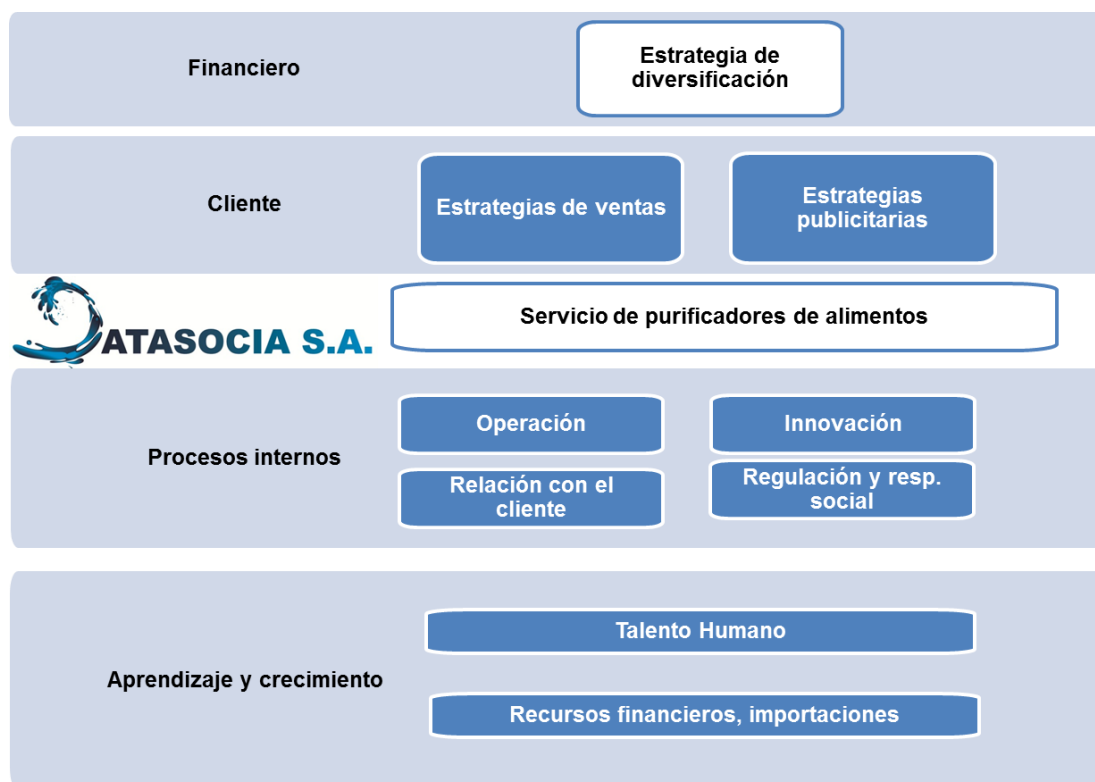 Financiero
Estrategia de
diversificación
Cliente
Estrategias de ventas
Estrategias
publicitarias
DATASOCIA S.A.
Servicio de purificadores de alimentos
Procesos internos
Operación
Innovación
Relación con el
cliente
Regulación y resp.
social
Aprendizaje y crecimiento
Talento Humano
Recursos financieros, importaciones